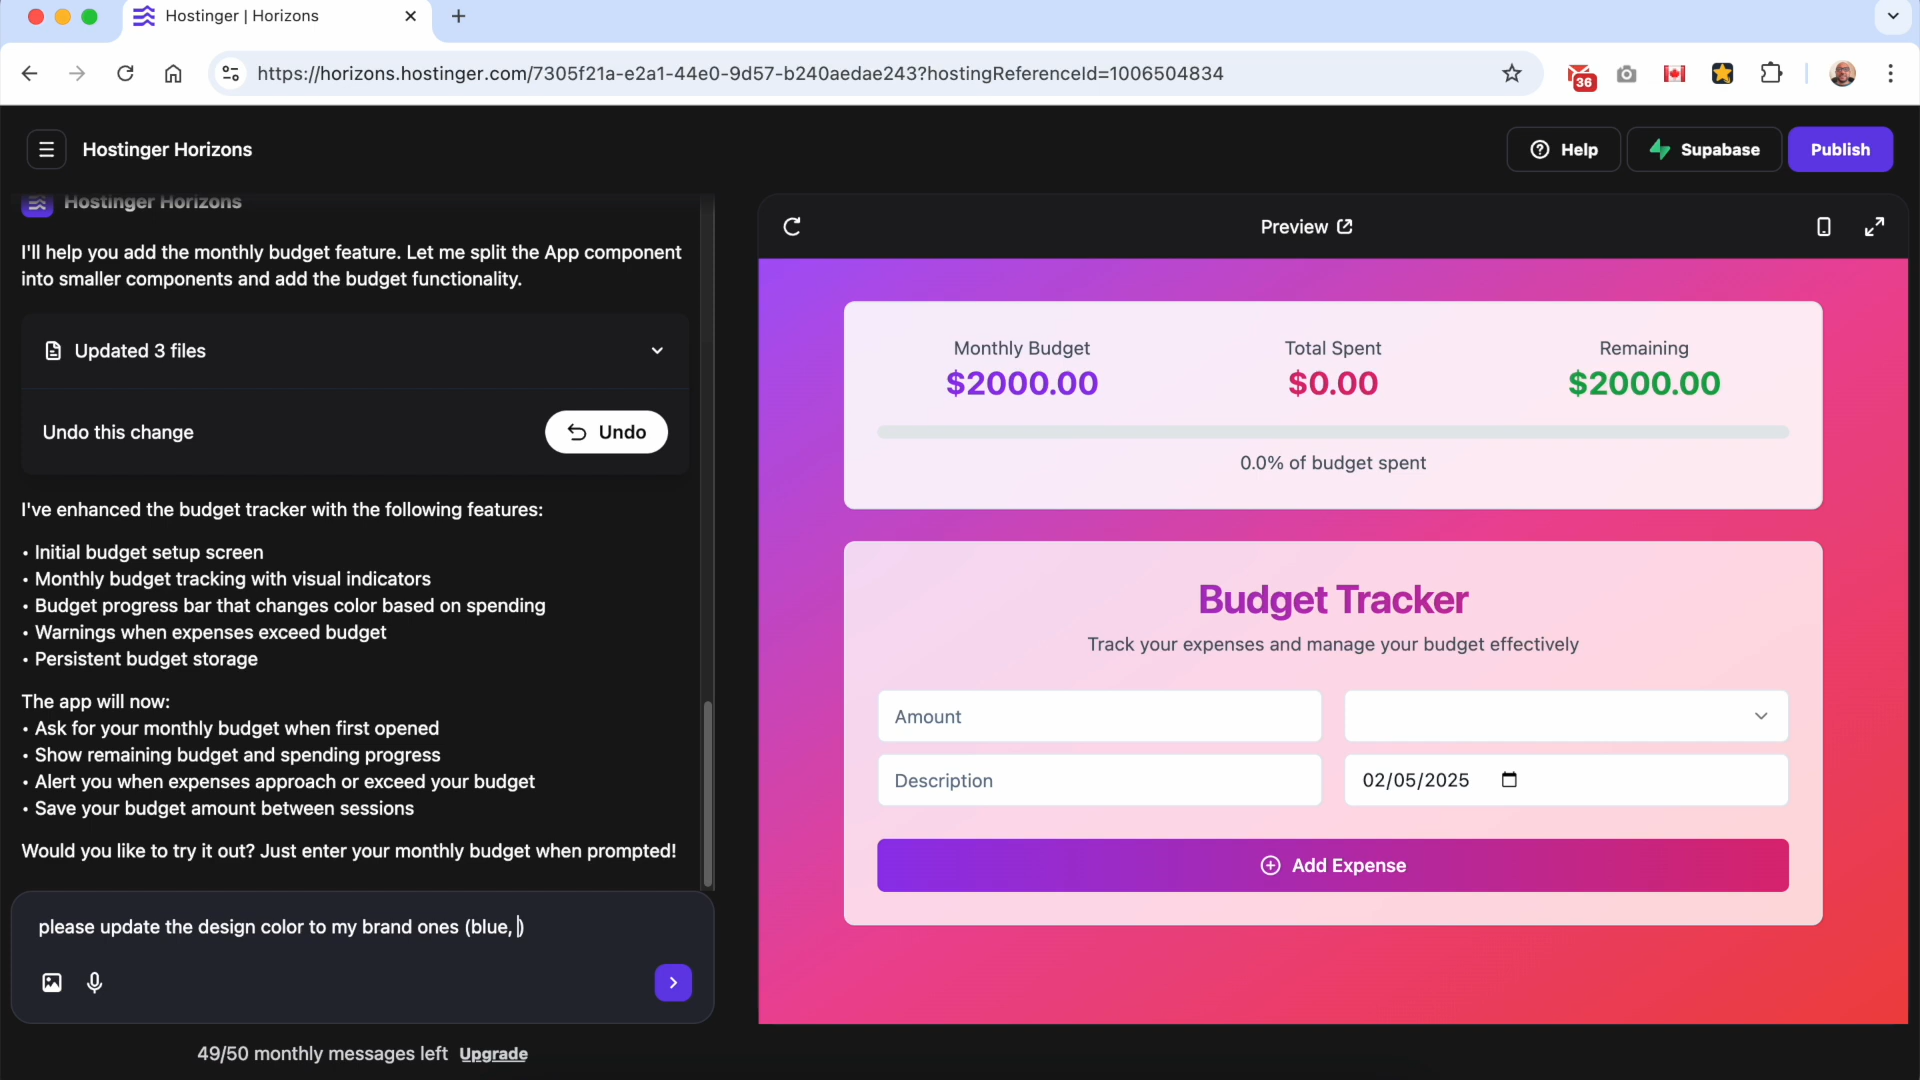 Hostinger | Horizons
https://horizons.hostinger.com/7305f21a-e2a1-44e0-9d57-b240aedae243?hostingReferenceId=1006504834
36
Hostinger Horizons
Help
Supabase
Publish
Hostinger Horizons
I'll help you add the monthly budget feature. Let me split the App component
into smaller components and add the budget functionality.
Updated 3 files
Undo this change
Undo
I've enhanced the budget tracker with the following features:
• Initial budget setup screen
• Monthly budget tracking with visual indicators
• Budget progress bar that changes color based on spending
• Warnings when expenses exceed budget
• Persistent budget storage
The app will now:
• Ask for your monthly budget when first opened
• Show remaining budget and spending progress
• Alert you when expenses approach or exceed your budget
• Save your budget amount between sessions
Would you like to try it out? Just enter your monthly budget when prompted!
please update the design color to my brand ones (blue, )
49/50 monthly messages left Upgrade
Preview
Monthly Budget
$2000.00
Total Spent
$0.00
Remaining
$2000.00
0.0% of budget spent
Budget Tracker
Track your expenses and manage your budget effectively
Amount
Description
02/05/2025
Add Expense